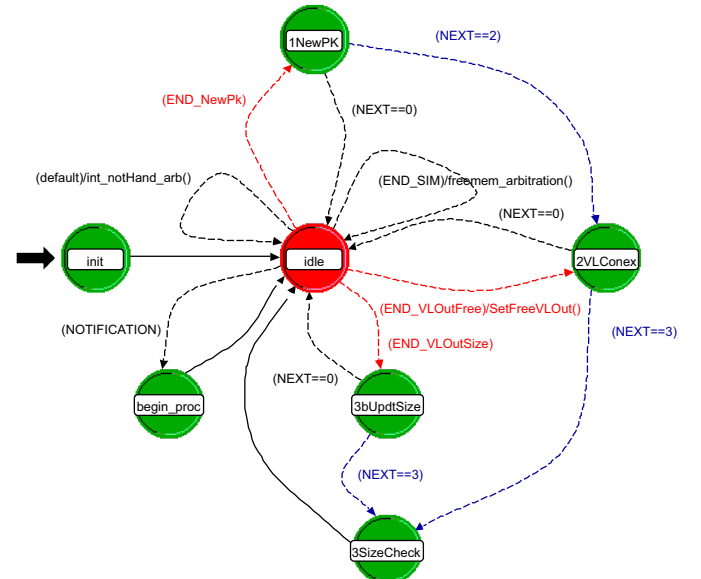 1NewPK
(NEXT==2)
(END_NewPk)
(NEXT==0)
(default)/int_notHand_arb()
(END_SIM)/freemem_arbitration()
(NEXT==0)
init
idle
2VLConex
(END_VLOutFree)/SetFreeVLOut()
(NOTIFICATION)
(NEXT==3)
(END_VLOutSize)
(NEXT==0)
begin_proc
3bUpdtSize
(NEXT==3)
3SizeCheck